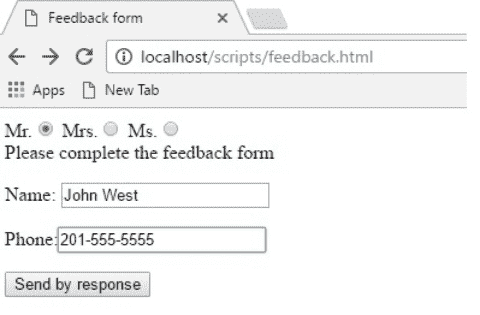 Feedback form
localhost/scripts/feedback.html
Apps New Tab
Mr. Mrs. Ms.
Please complete the feedback form
Name: John West
Phone: 201-555-5555
Send by response